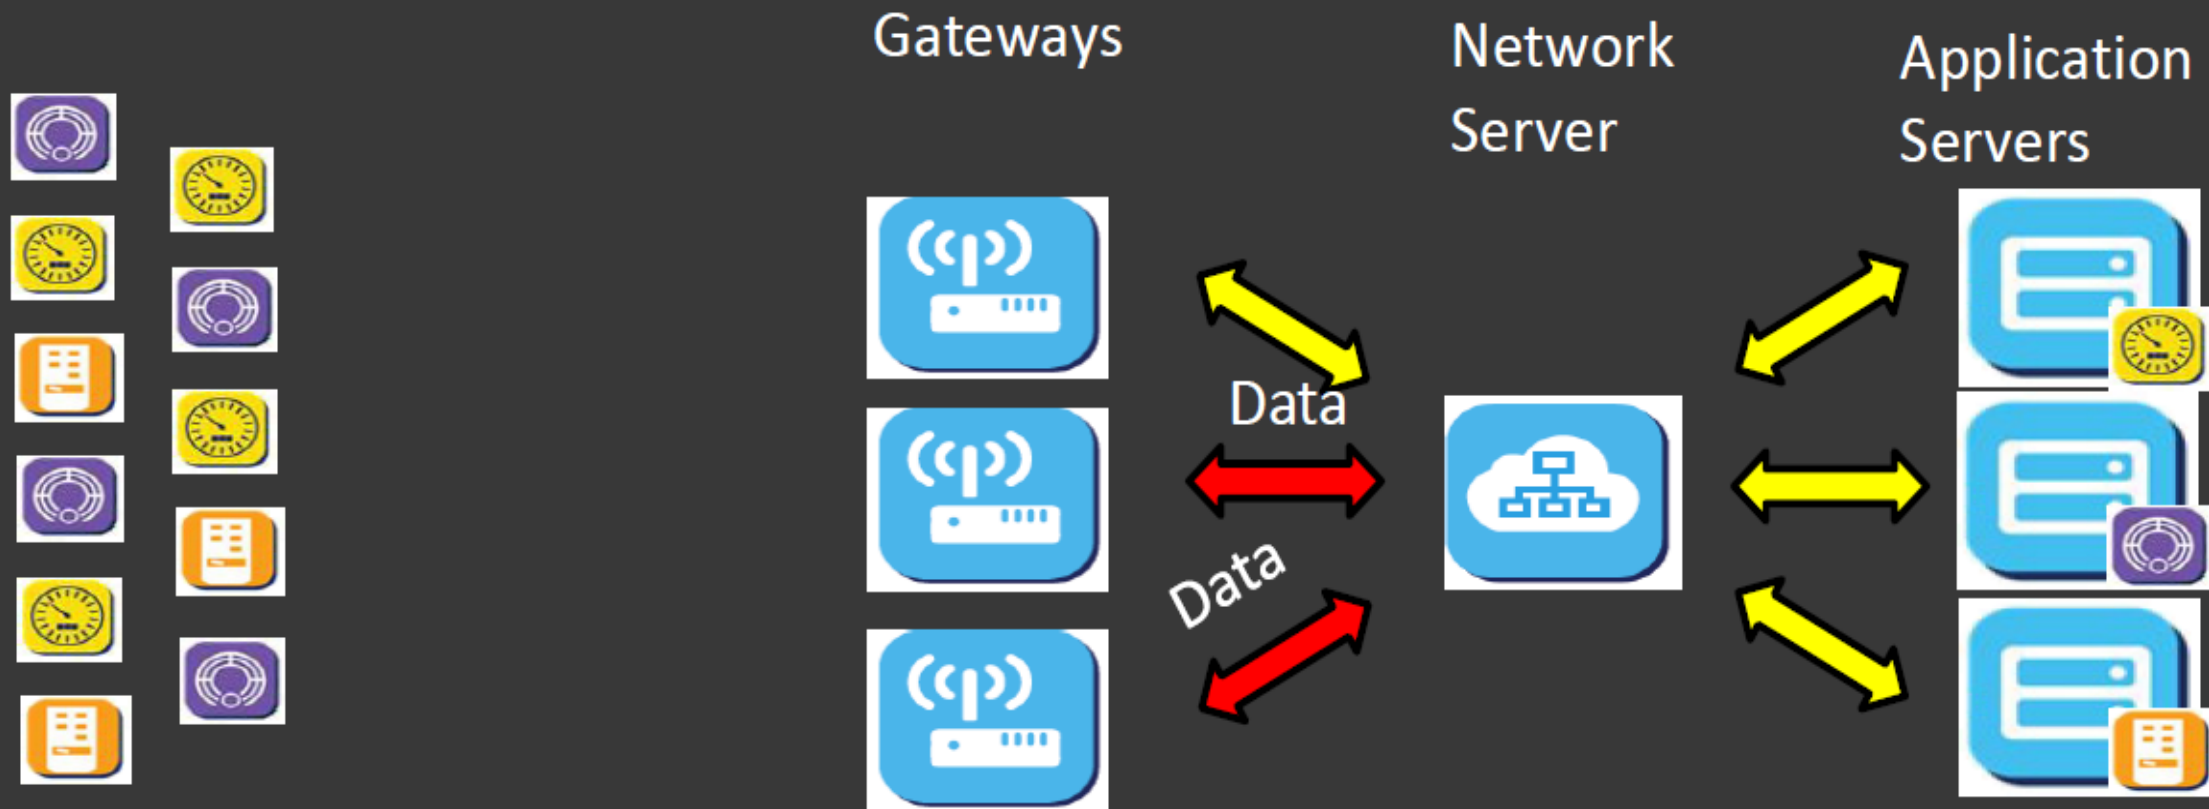 Gateways
Network
Server
Application
Servers
Data
Data